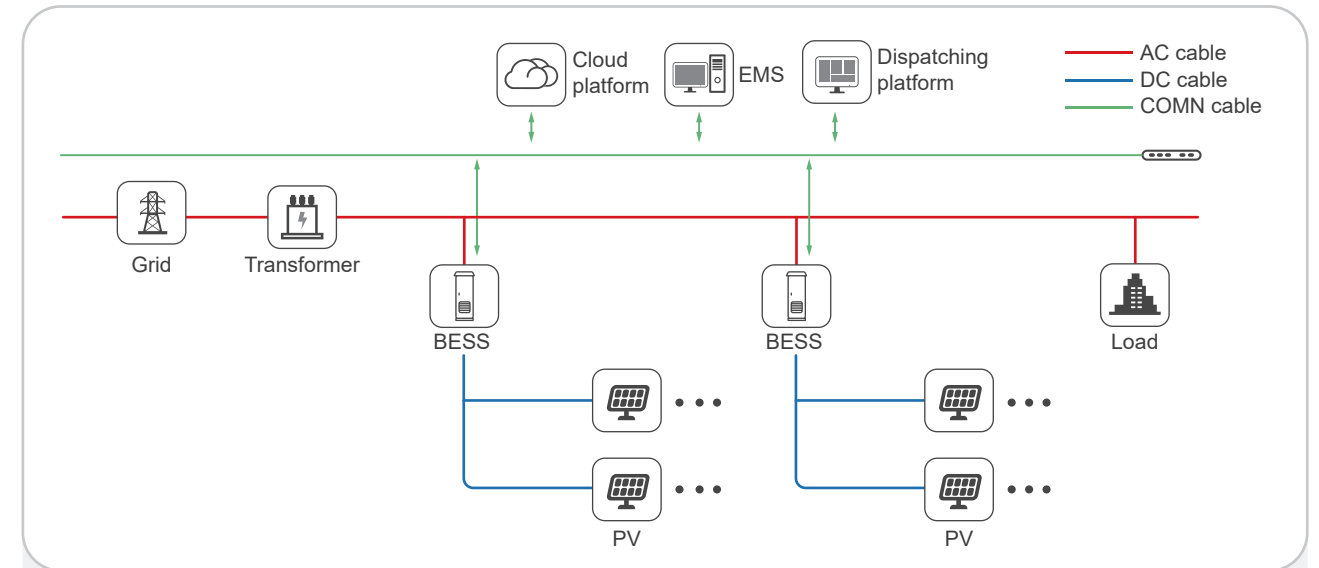 Cloud
platform
EMS
Dispatching
platform
AC cable
DC cable
COMN cable
Grid
Transformer
BESS
BESS
Load
PV
PV